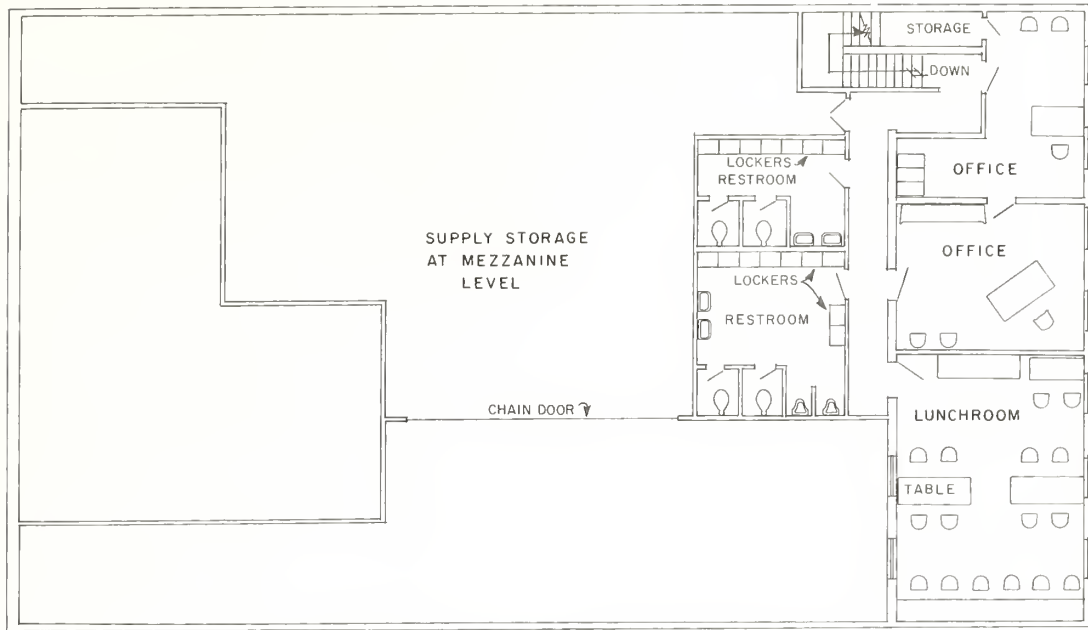 STORAGE
DOWN
LOCKERS
RESTROOM
OFFICE
SUPPLY STORAGE
AT MEZZANINE
LEVEL
OFFICE
LOCKERS
RESTROOM
CHAIN DOOR
LUNCHROOM
TABLE